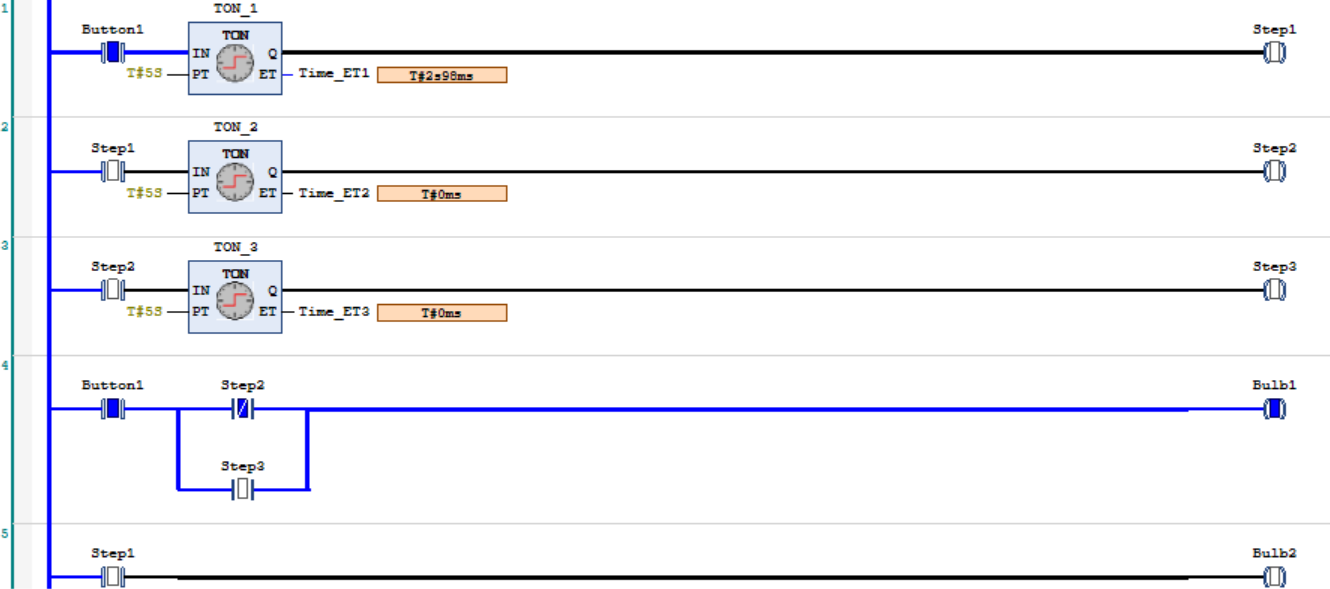 1
TON_1
Button1
TON
Step1
IN
Q
T#5S
PT
ET
Time_ET1
T#2s98ms
2
TON_2
Step1
TON
Step2
IN
Q
T#5S
PT
ET
Time_ET2
T#0ms
3
TON_3
Step2
TON
Step3
IN
Q
T#5S
PT
ET
Time_ET3
T#0ms
4
Button1
Step2
Bulb1
Step3
5
Step1
Bulb2